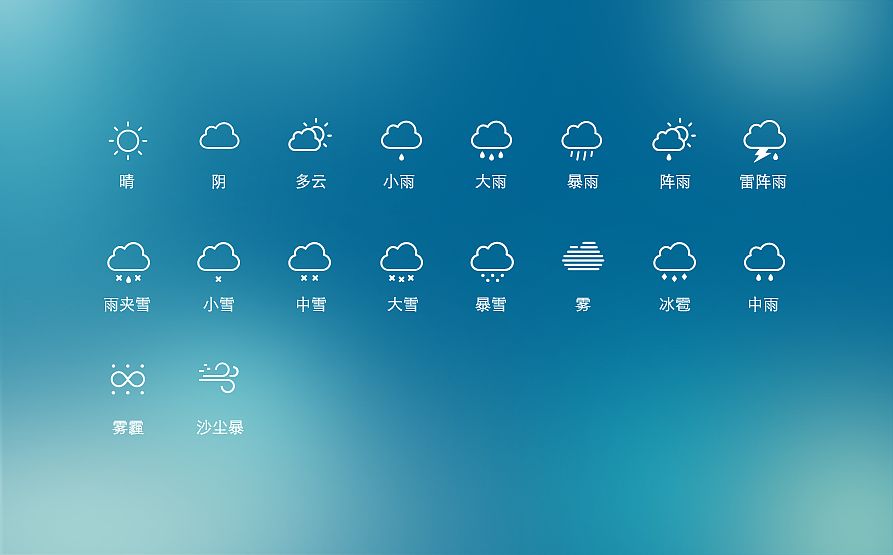 晴 阴 多云 小雨 大雨 暴雨 阵雨 雷阵雨
雨夹雪 小雪 中雪 大雪 暴雪 雾 冰雹 中雨
雾霾 沙尘暴